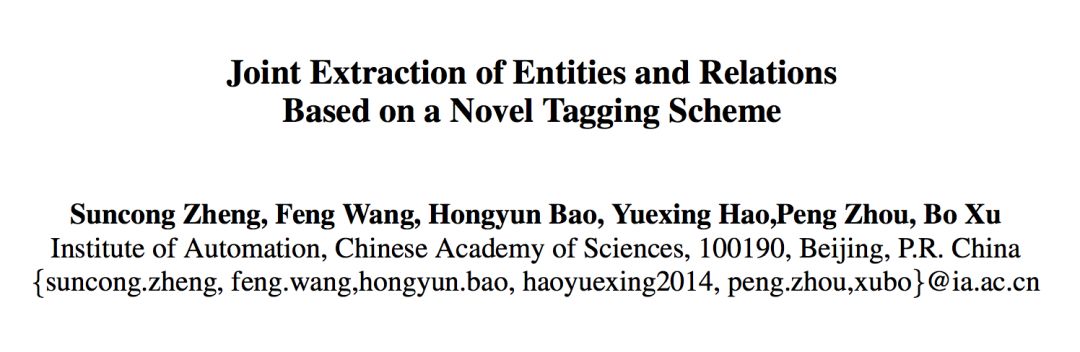 Joint Extraction of Entities and Relations
Based on a Novel Tagging Scheme
Suncong Zheng, Feng Wang, Hongyun Bao, Yuexing Hao,Peng Zhou, Bo Xu
Institute of Automation, Chinese Academy of Sciences, 100190, Beijing, P.R. China
{suncong.zheng, feng.wang,hongyun.bao, haoyuexing2014, peng.zhou,xubo}@ia.ac.cn